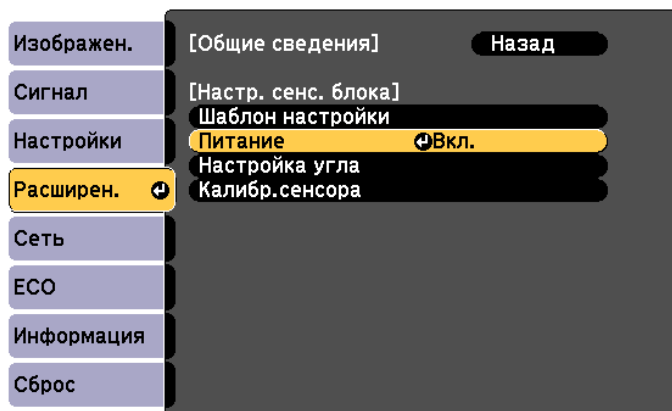 Изображен.
Сигнал
Настройки
Расширен.
Сеть
ECO
Информация
Сброс
[Общие сведения] Назад
[Настр. сенс. блока]
Шаблон настройки
Питание Вкл.
Настройка угла
Калибр.сенсора